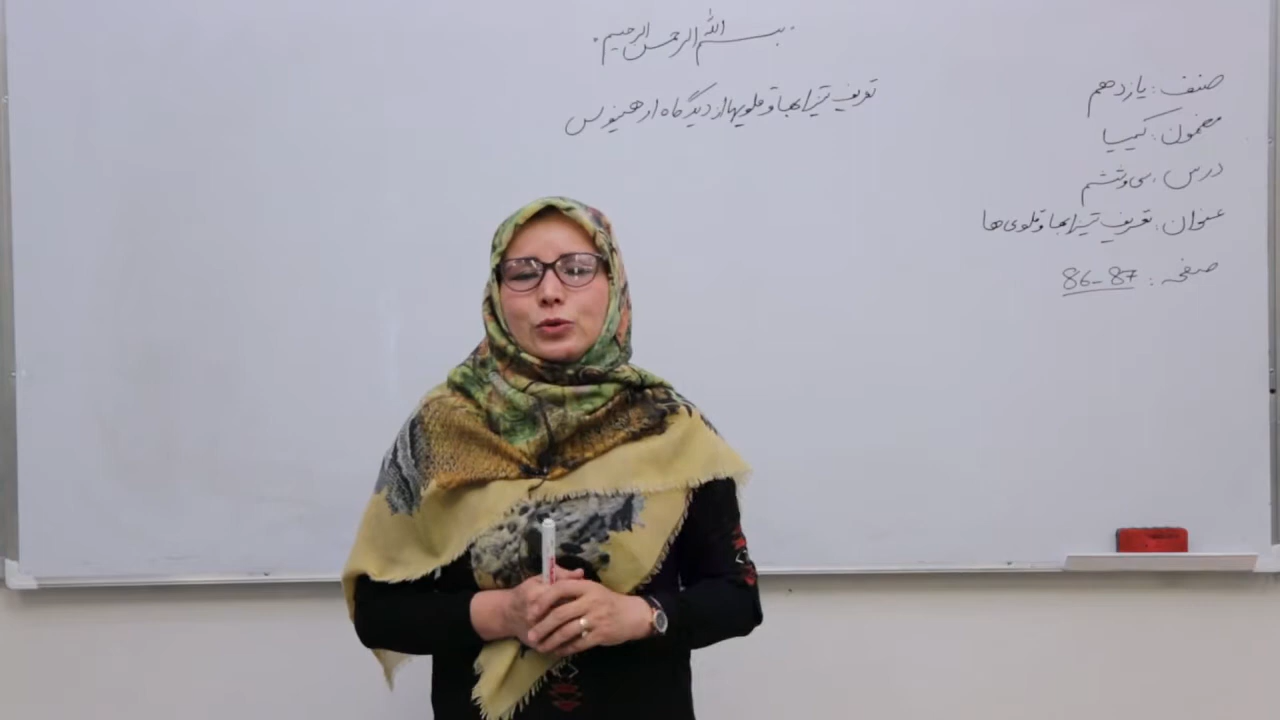 بسم الله الرحمن الرحیم
تعریف تیزابها و قلویها از دیدگاه ارهینوس
صنف: یازدهم
مضمون: کیمیا
درس: سی و ششم
عنوان: تعریف تیزابها و قلوی ها
صفحه: 87-86